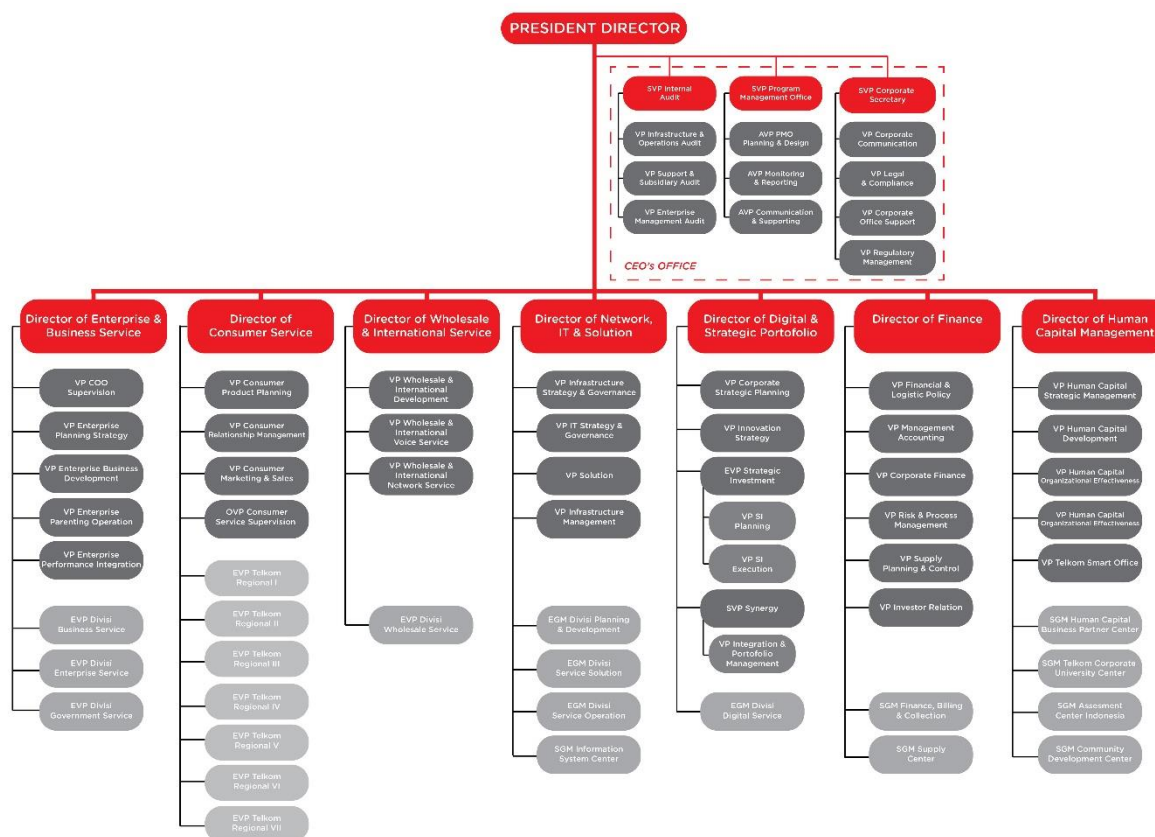 PRESIDENT DIRECTOR
SVP Internal
Audit
VP Infrastructure &
Operations Audit
VP Support &
Subsidiary Audit
VP Enterprise
Management Audit
SVP Program
Management Office
AVP PMO
Planning & Design
AVP Monitoring
& Reporting
AVP Communication
& Supporting
SVP Corporate
Secretary
VP Corporate
Communication
VP Legal
& Compliance
VP Corporate
Office Support
VP Regulatory
Management
CEO's OFFICE
Director of Enterprise &
Business Service
VP COO
Supervision
VP Enterprise
Planning Strategy
VP Enterprise Business
Development
VP Enterprise
Parenting Operation
VP Enterprise
Performance Integration
EVP Divisi
Business Service
EVP Divisi
Enterprise Service
EVP Divisi
Government Service
Director of
Consumer Service
VP Consumer
Product Planning
VP Consumer
Relationship Management
VP Consumer
Marketing & Sales
OVP Consumer
Service Supervision
EVP Telkom
Regional I
EVP Telkom
Regional II
EVP Telkom
Regional III
EVP Telkom
Regional IV
EVP Telkom
Regional V
EVP Telkom
Regional VI
EVP Telkom
Regional VII
Director of Wholesale
& International Service
VP Wholesale &
International
Development
VP Wholesale &
International
Voice Service
VP Wholesale &
International
Network Service
EVP Divisi
Wholesale Service
Director of Network,
IT & Solution
VP Infrastructure
Strategy & Governance
VP IT Strategy &
Governance
VP Solution
VP Infrastructure
Management
EGM Divisi Planning
& Development
EGM Divisi
Service Solution
EGM Divisi
Service Operation
SGM Information
System Center
Director of Digital &
Strategic Portofolio
VP Corporate
Strategic Planning
VP Innovation
Strategy
EVP Strategic
Investment
VP SI
Planning
VP SI
Execution
SVP Synergy
VP Integration &
Portofolio
Management
EGM Divisi
Digital Service
Director of Finance
VP Financial &
Logistic Policy
VP Management
Accounting
VP Corporate Finance
VP Risk & Process
Management
VP Supply
Planning & Control
VP Investor Relation
SGM Finance, Billing
& Collection
SGM Supply
Center
Director of Human
Capital Management
VP Human Capital
Strategic Management
VP Human Capital
Development
VP Human Capital
Organizational Effectiveness
VP Human Capital
Organizational Effectiveness
VP Telkom Smart Office
SGM Human Capital
Business Partner Center
SGM Telkom Corporate
University Center
SGM Assesment
Center Indonesia
SGM Community
Development Center